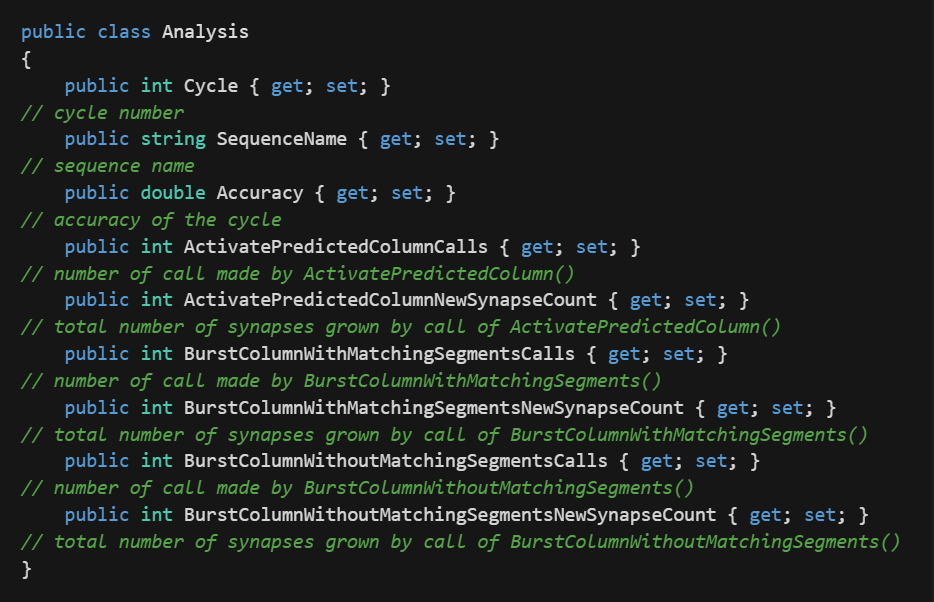 public class Analysis
{
    public int Cycle { get; set; }
// cycle number
    public string SequenceName { get; set; }
// sequence name
    public double Accuracy { get; set; }
// accuracy of the cycle
    public int ActivatePredictedColumnCalls { get; set; }
// number of call made by ActivatePredictedColumn()
    public int ActivatePredictedColumnNewSynapseCount { get; set; }
// total number of synapses grown by call of ActivatePredictedColumn()
    public int BurstColumnWithMatchingSegmentsCalls { get; set; }
// number of call made by BurstColumnWithMatchingSegments()
    public int BurstColumnWithMatchingSegmentsNewSynapseCount { get; set; }
// total number of synapses grown by call of BurstColumnWithMatchingSegments()
    public int BurstColumnWithoutMatchingSegmentsCalls { get; set; }
// number of call made by BurstColumnWithoutMatchingSegments()
    public int BurstColumnWithoutMatchingSegmentsNewSynapseCount { get; set; }
// total number of synapses grown by call of BurstColumnWithoutMatchingSegments()
}